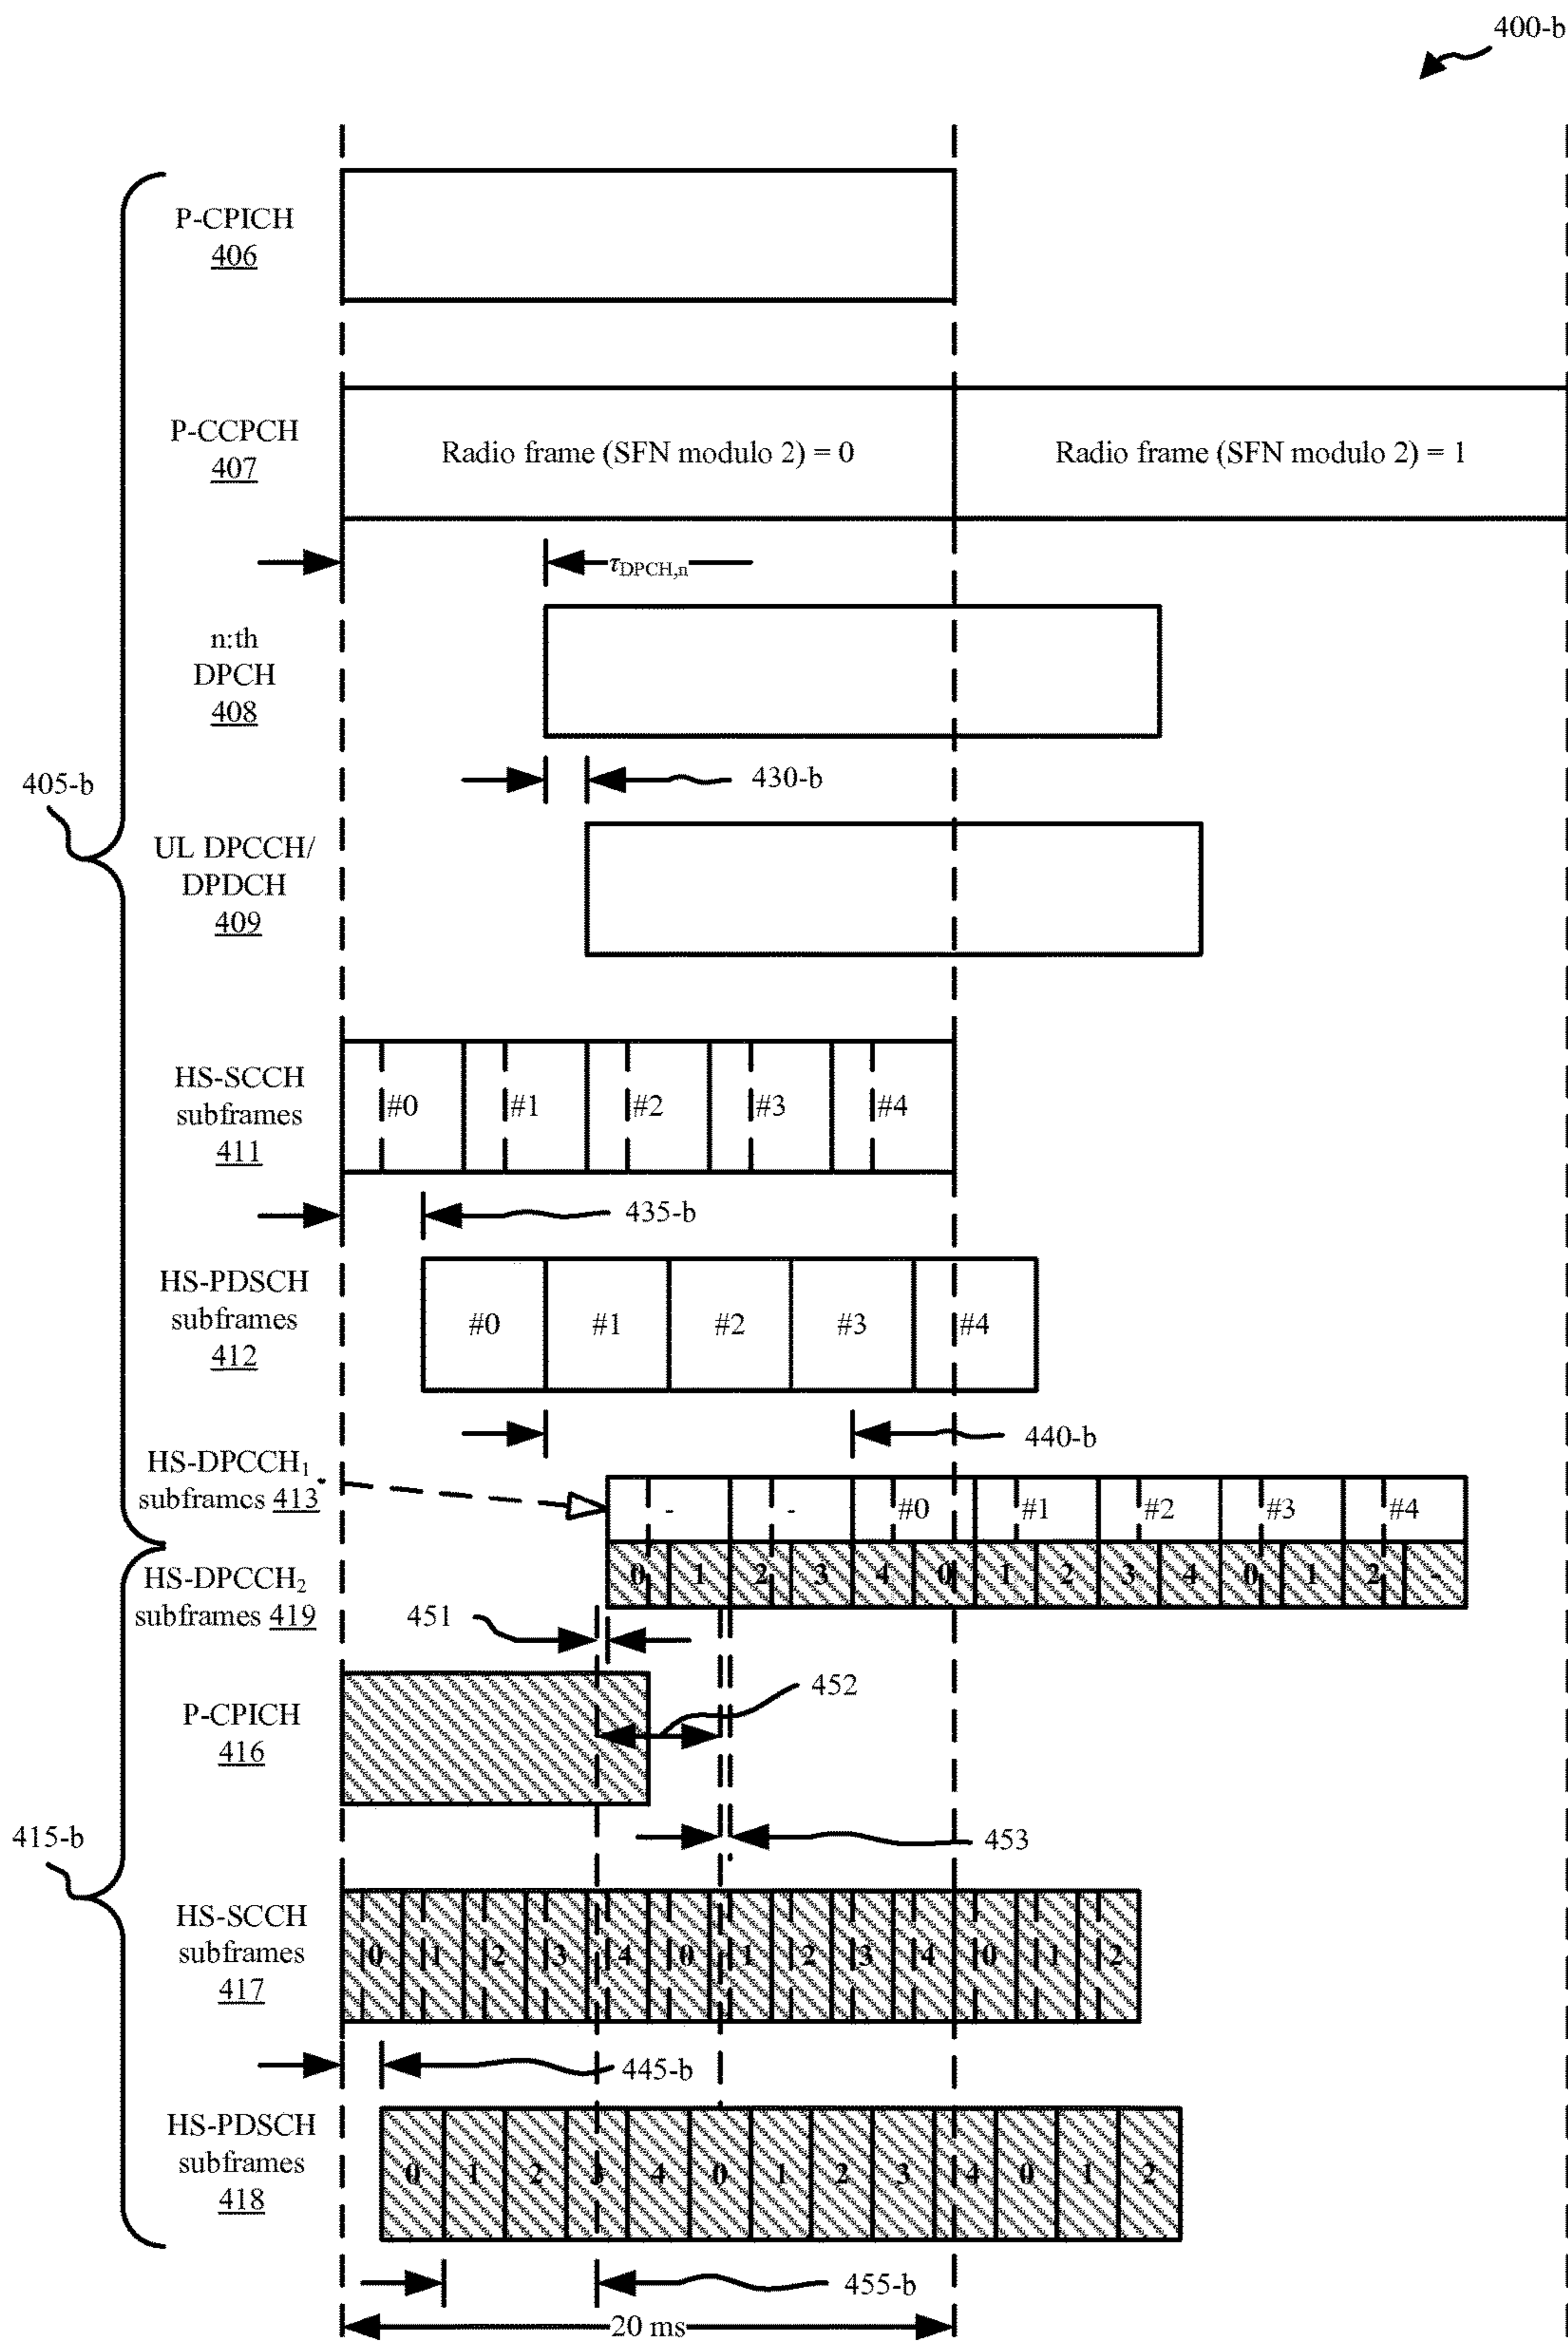 400-b
P-CPICH
406
P-CCPCH
407
Radio frame (SFN modulo 2) = 0
Radio frame (SFN modulo 2) = 1
τDPCH,n
n:th
DPCH
408
430-b
405-b
UL DPCCH/
DPDCH
409
HS-SCCH
subframes
411
#0 #1 #2 #3 #4
435-b
HS-PDSCH
subframes
412
#0 #1 #2 #3 #4
440-b
HS-DPCCH1
subframes 413
- - #0 #1 #2 #3 #4
HS-DPCCH2
subframes 419
0 1 2 3 4 0 1 2 3 4 0 1 2 -
451
452
P-CPICH
416
415-b
453
HS-SCCH
subframes
417
0 1 2 3 4 0 1 2 3 4 0 1 2
445-b
HS-PDSCH
subframes
418
0 1 2 3 4 0 1 2 3 4 0 1 2
455-b
20 ms